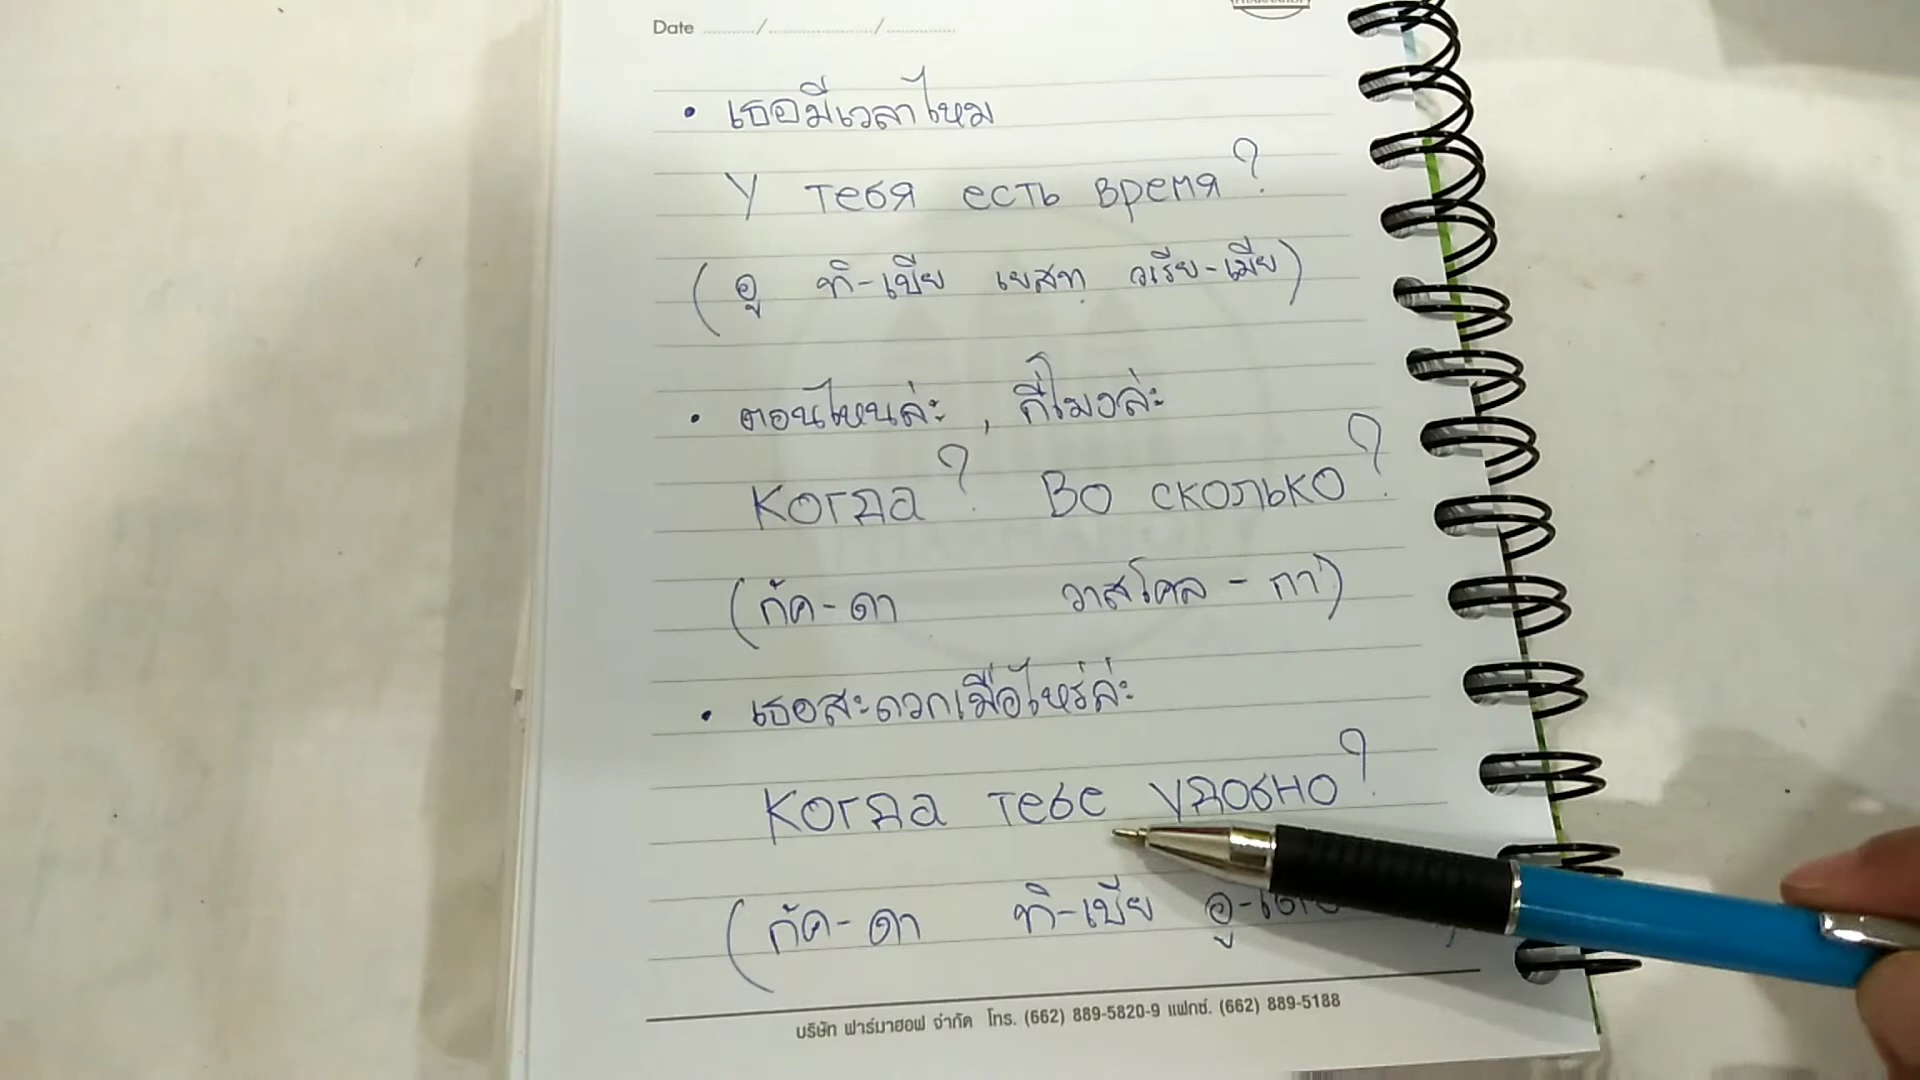 Date ........../...................../..............
• เธอมีเวลาไหม
У тебя есть время?
(อู ทิ-เบีย เยสท วเรีย-เมีย)
• ตอนไหนล่ะ , กี่โมงล่ะ
Когда? Во сколько?
(กัค-ดา วาสโคล - กา)
• เธอสะดวกเมื่อไหร่ล่ะ
Когда тебе удобно?
(กัค-ดา ทิ-เบีย
บริษัท ฟาร์มาฮอฟ จำกัด โทร. (662) 889-5820-9 แฟกซ์. (662) 889-5188